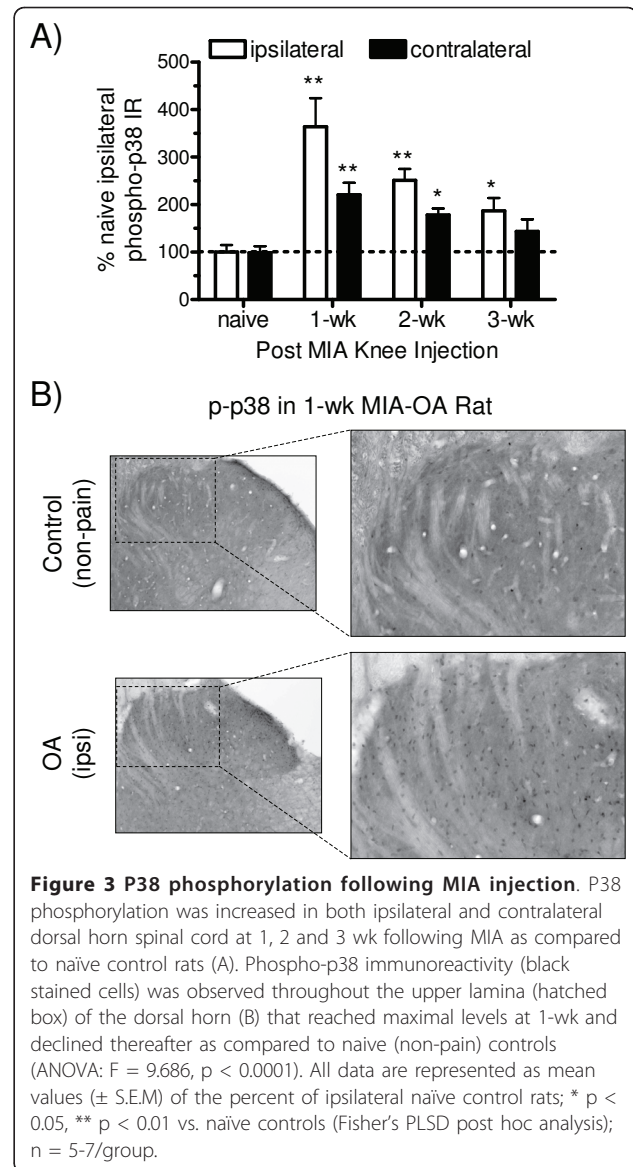 A)
ipsilateral contralateral
% naive ipsilateral
phospho-p38 IR
500
400
300
200
100
0
**
**
**
*
*
naive 1-wk 2-wk 3-wk
Post MIA Knee Injection
B)
p-p38 in 1-wk MIA-OA Rat
Control
(non-pain)
OA
(ipsi)
Figure 3 P38 phosphorylation following MIA injection. P38
phosphorylation was increased in both ipsilateral and contralateral
dorsal horn spinal cord at 1, 2 and 3 wk following MIA as compared
to naïve control rats (A). Phospho-p38 immunoreactivity (black
stained cells) was observed throughout the upper lamina (hatched
box) of the dorsal horn (B) that reached maximal levels at 1-wk and
declined thereafter as compared to naive (non-pain) controls
(ANOVA: F = 9.686, p < 0.0001). All data are represented as mean
values (± S.E.M) of the percent of ipsilateral naïve control rats; * p <
0.05, ** p < 0.01 vs. naïve controls (Fisher's PLSD post hoc analysis);
n = 5-7/group.